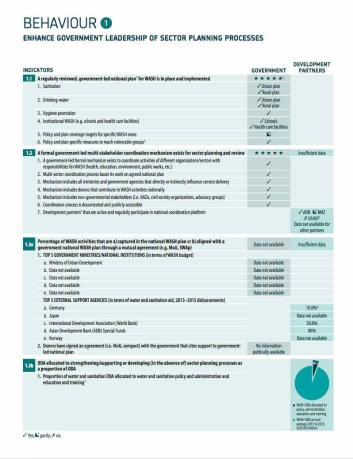 BEHAVIOUR 1
ENHANCE GOVERNMENT LEADERSHIP OF SECTOR PLANNING PROCESSES
INDICATORS GOVERNMENT DEVELOPMENT PARTNERS
1.1 A regularly reviewed, government-led national plan for WASH is in place and implemented ★ ★ ★ ★ ★
1. Sanitation ✓ Urban plan
✓ Rural plan
2. Drinking-water ✓ Urban plan
✓ Rural plan
3. Hygiene promotion ✓
4. Institutional WASH (e.g. schools and health care facilities) ✓ Schools
✓ Health care facilities
5. Policy and plan coverage targets for specific WASH areas
6. Policy and plan specific measures to reach vulnerable groups ✓
1.2 A formal government-led multi-stakeholder coordination mechanism exists for sector planning and review ★ ★ ★ ★ ★ Insufficient data
1. A government-led formal mechanism exists to coordinate activities of different organizations/sectors with
responsibilities for WASH (health, education, environment, public works, etc.) ✓
2. Multi-sector coordination process bases its work on agreed national plan ✓
3. Mechanism includes all ministries and government agencies that directly or indirectly influence service delivery ✓
4. Mechanism includes donors that contribute to WASH activities nationally ✓
5. Mechanism includes non-governmental stakeholders (i.e. NGOs, civil society organizations, advocacy groups) ✓
6. Coordination process is documented and publicly accessible ✓
7. Development partners that are active and regularly participate in national coordination platform ✓ ADB BMZ
✗ USAID
Data not available for
other partners
1.3a Percentage of WASH activities that are a) captured in the national WASH plan or b) aligned with a
government national WASH plan through a mutual agreement (e.g. MoU, SWAp) Data not available Insufficient data
1. TOP 5 GOVERNMENT MINISTRIES/NATIONAL INSTITUTIONS (in terms of WASH budget)
a. Ministry of Urban Development Data not available
b. Data not available Data not available
c. Data not available Data not available
d. Data not available Data not available
e. Data not available Data not available
TOP 5 EXTERNAL SUPPORT AGENCIES (in terms of water and sanitation aid, 2013–2015 disbursements)
a. Germany
b. Japan Data not available
c. International Development Association (World Bank)
d. Asian Development Bank (ADB) Special Funds
e. Norway Data not available
2. Donors have signed an agreement (i.e. MoU, compact) with the government that sites to support government-
led national plan No information
publically available
1.3b ODA allocated to strengthening/supporting or developing (in the absence of) sector planning processes as
a proportion of ODA
1. Proportion of water and sanitation ODA allocated to water and sanitation policy and administration and
education and training
WASH ODA allocated to
policy, administration,
education and training
WASH ODA annual
average 2013 to 2015
✓ Yes; partly; ✗ no.